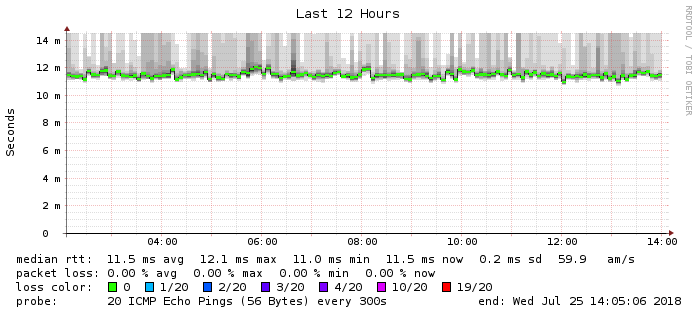 Last 12 Hours
RRDTOOL / TOBI OETIKER
Seconds
14 m
12 m
10 m
8 m
6 m
4 m
2 m
0
04:00 06:00 08:00 10:00 12:00 14:00
median rtt: 11.5 ms avg 12.1 ms max 11.0 ms min 11.5 ms now 0.2 ms sd 59.9 am/s
packet loss: 0.00 % avg 0.00 % max 0.00 % min 0.00 % now
loss color: 0 1/20 2/20 3/20 4/20 10/20 19/20
probe: 20 ICMP Echo Pings (56 Bytes) every 300s end: Wed Jul 25 14:05:06 2018